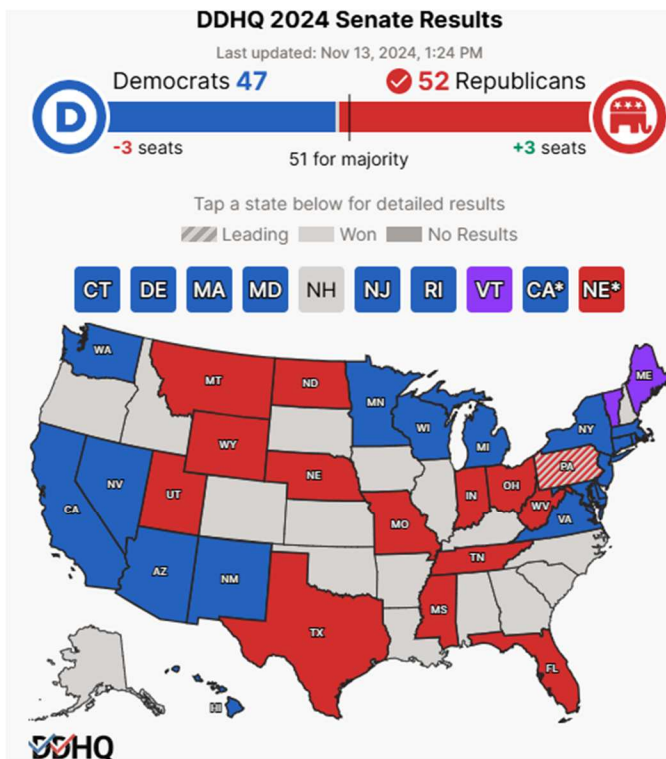 DDHQ 2024 Senate Results
Last updated: Nov 13, 2024, 1:24 PM
Democrats 47
52 Republicans
D
-3 seats
51 for majority
+3 seats
Tap a state below for detailed results
Leading Won No Results
CT DE MA MD NH NJ RI VT CA* NE*
WA
MT
ND
MN
ME
WI
NY
MI
WY
NE
PA
NV
UT
IN
OH
WV
CA
MO
VA
AZ
NM
TN
MS
TX
FL
HI
DDHQ